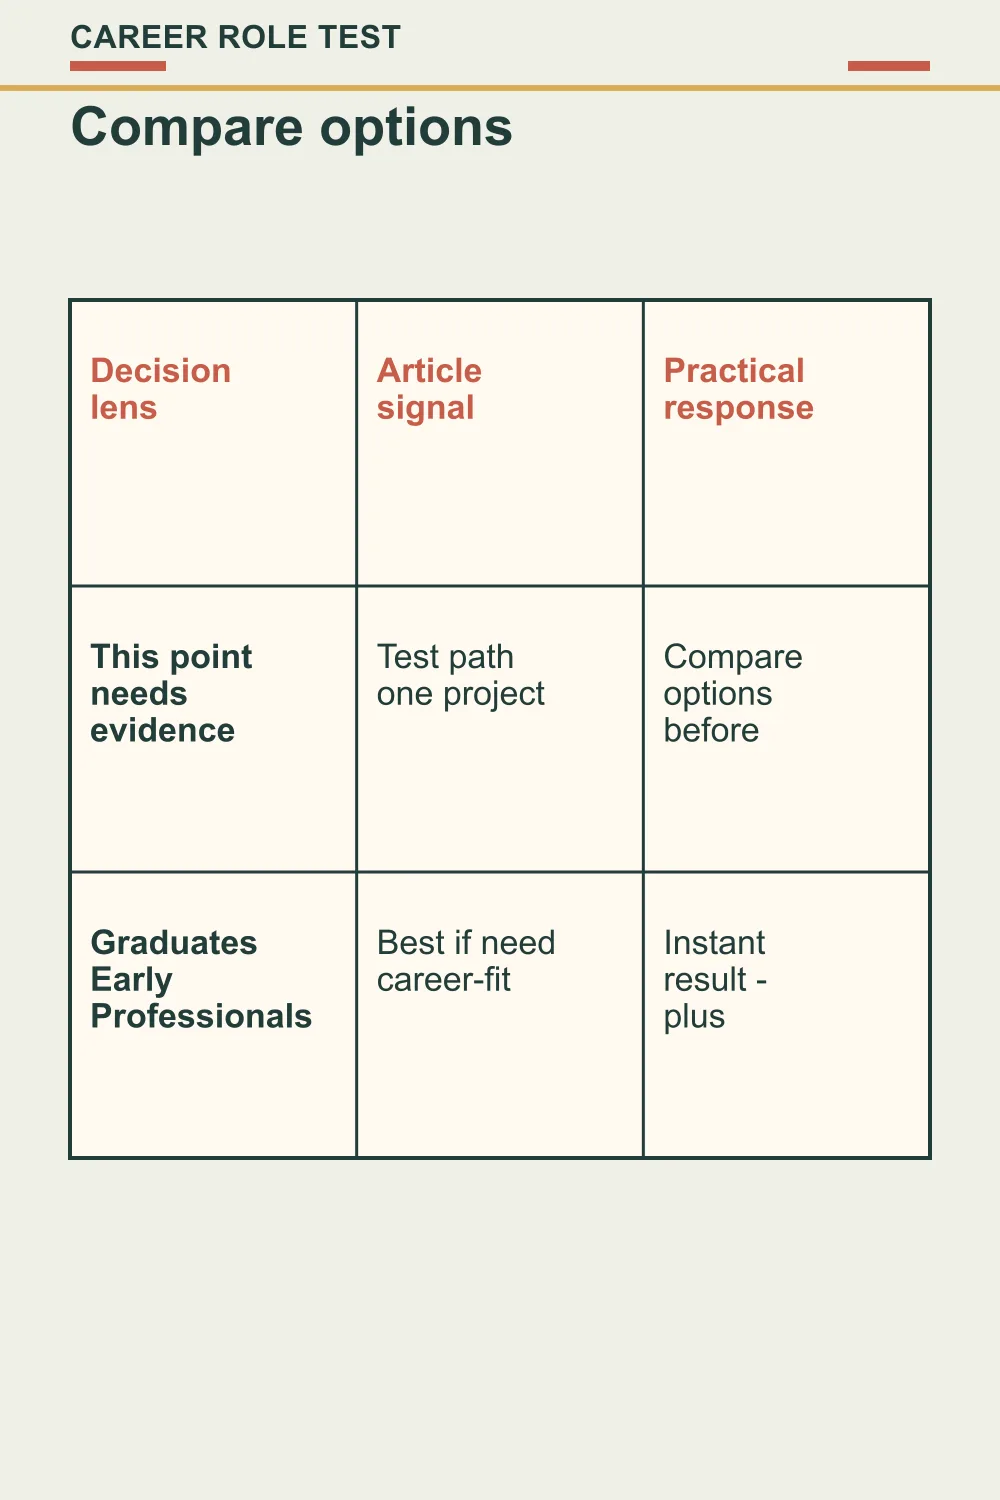 CAREER ROLE TEST
Compare options
Decision
lens
Article
signal
Practical
response
This point
needs
evidence
Test path
one project
Compare
options
before
Graduates
Early
Professionals
Best if need
career-fit
Instant
result -
plus